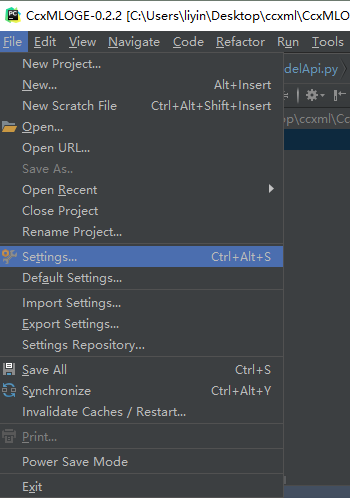 CcxMLOGE-0.2.2 [C:\Users\liyin\Desktop\ccxml\CcxMLO
File Edit View Navigate Code Refactor Run Tools
New Project...
delApi.py
New... Alt+Insert
New Scratch File Ctrl+Alt+Shift+Insert
Open...
op\ccxml\Cc
Open URL...
Save As..
Open Recent
Close Project
Rename Project...
Settings... Ctrl+Alt+S
Default Settings...
Import Settings...
Export Settings...
Settings Repository...
Save All Ctrl+S
Synchronize Ctrl+Alt+Y
Invalidate Caches / Restart...
Print...
Power Save Mode
Exit